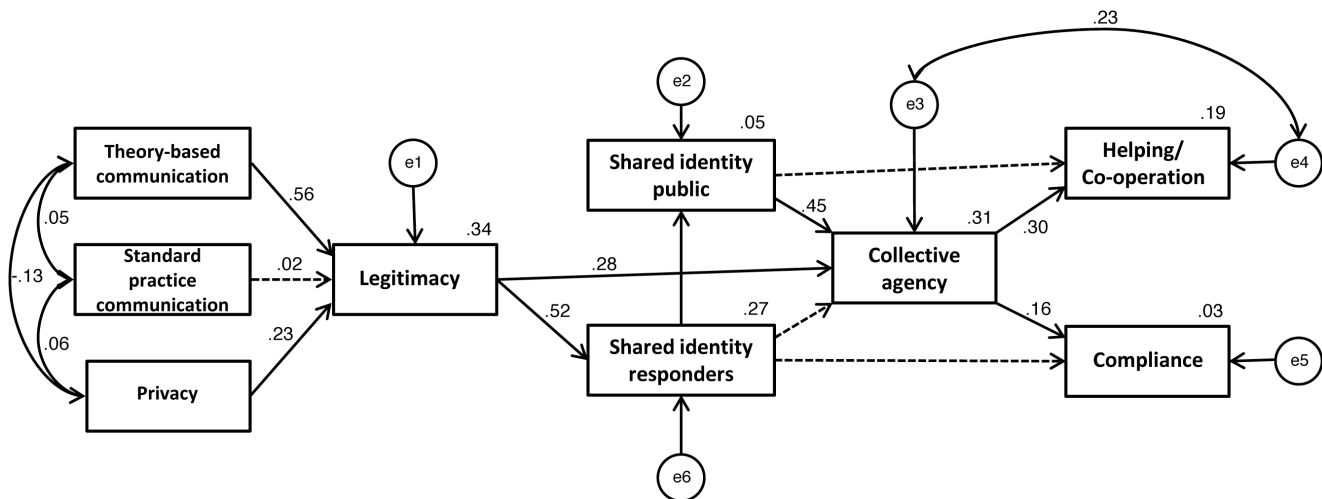 .23
e2
e3
.05
.19
Theory-based
communication
e1
Shared identity
public
Helping/
Co-operation
e4
.56
.05
.45
.31
.30
.34
-.13
Standard
practice
communication
.02
Legitimacy
.28
Collective
agency
.52
.27
.16
.03
.06
.23
Privacy
Shared identity
responders
Compliance
e5
e6